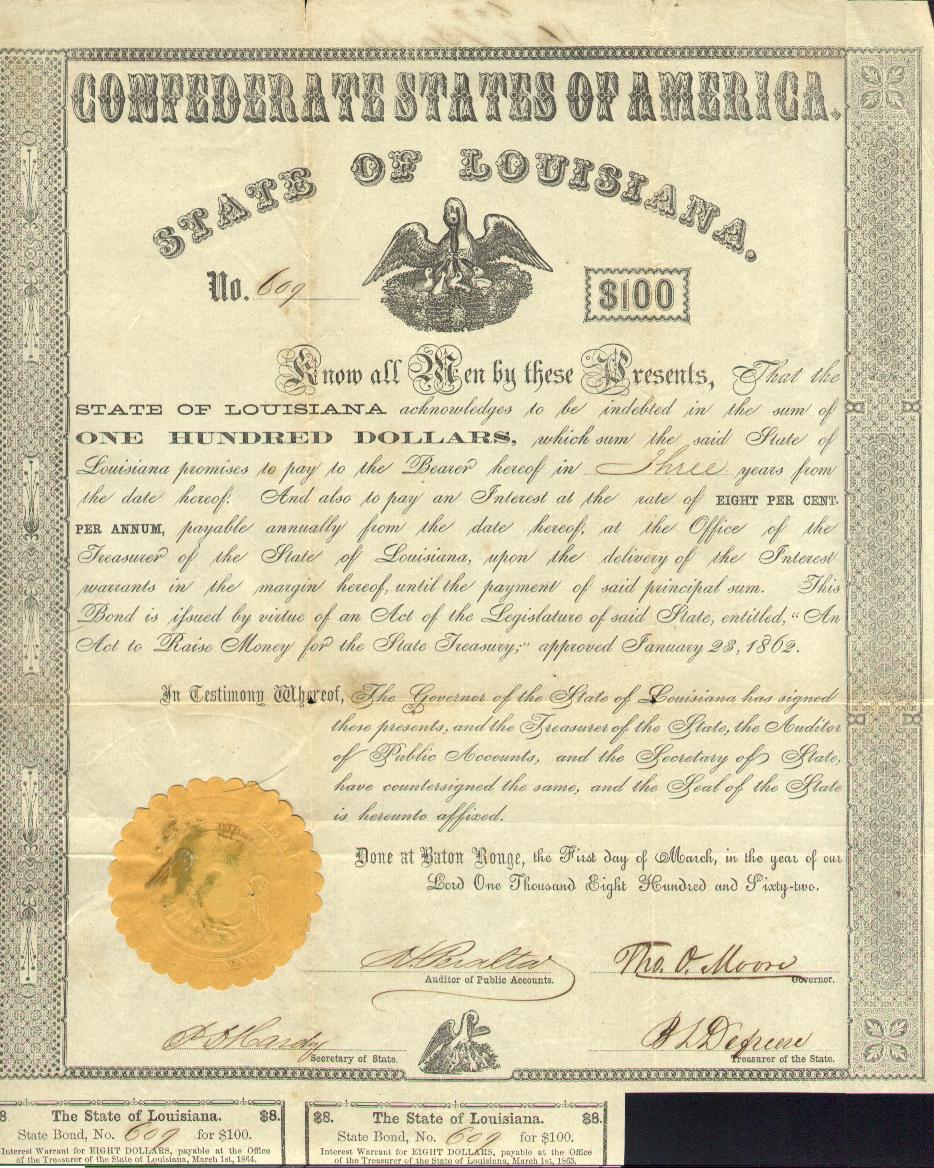 CONFEDERATE STATES OF AMERICA.
STATE OF LOUISIANA.
No. 609
$100
Know all Men by these Presents, That the
STATE OF LOUISIANA acknowledges to be indebted in the sum of
ONE HUNDRED DOLLARS, which sum the said State of
Louisiana promises to pay to the Bearer hereof in Three years from
the date hereof. And also to pay an Interest at the rate of EIGHT PER CENT.
PER ANNUM, payable annually from the date hereof, at the Office of the
Treasurer of the State of Louisiana, upon the delivery of the Interest
warrants in the margin hereof, until the payment of said principal sum. This
Bond is issued by virtue of an Act of the Legislature of said State, entitled, "An
Act to Raise Money for the State Treasury;" approved January 23, 1862.
In Testimony Whereof, The Governor of the State of Louisiana has signed
these presents, and the Treasurer of the State, the Auditor
of Public Accounts, and the Secretary of State,
have countersigned the same, and the Seal of the State
is hereunto affixed.
Done at Baton Rouge, the First day of March, in the year of our
Lord One Thousand Eight Hundred and Sixty-two.
Peralta Tho. O. Moore
Auditor of Public Accounts. Governor.
Hardy B L Defreese
Secretary of State. Treasurer of the State.
8. The State of Louisiana. $8.
State Bond, No. 609 for $100.
Interest Warrant for EIGHT DOLLARS, payable at the Office
of the Treasurer of the State of Louisiana, March 1st, 1864.
$8. The State of Louisiana. $8.
State Bond, No. 609 for $100.
Interest Warrant for EIGHT DOLLARS, payable at the Office
of the Treasurer of the State of Louisiana, March 1st, 1865.